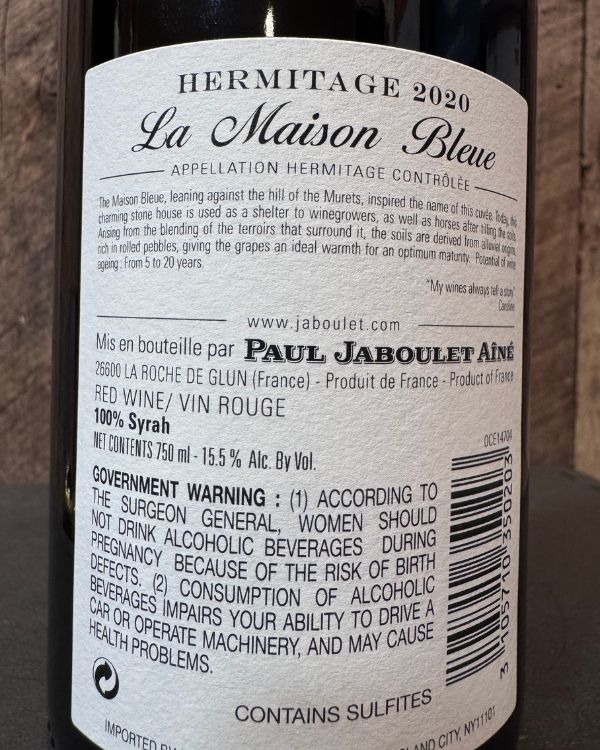 HERMITAGE 2020
La Maison Bleue
APPELLATION HERMITAGE CONTRÔLÉE
The Maison Bleue, leaning against the hill of the Murets, inspired the name of this cuvée. Today, this
charming stone house is used as a shelter to winegrowers, as well as horses after tilling the soils.
Arising from the blending of the terroirs that surround it, the soils are derived from alluvial origins,
rich in rolled pebbles, giving the grapes an ideal warmth for an optimum maturity. Potential of wine
ageing : From 5 to 20 years.
"My wines always tell a story"
Caroline
www.jaboulet.com
Mis en bouteille par PAUL JABOULET AÎNÉ
26600 LA ROCHE DE GLUN (France) - Produit de France - Product of France
RED WINE/ VIN ROUGE
100% Syrah
NET CONTENTS 750 ml - 15.5 % Alc. By Vol.
OCE14704
GOVERNMENT WARNING : (1) ACCORDING TO
THE SURGEON GENERAL, WOMEN SHOULD
NOT DRINK ALCOHOLIC BEVERAGES DURING
PREGNANCY BECAUSE OF THE RISK OF BIRTH
DEFECTS. (2) CONSUMPTION OF ALCOHOLIC
BEVERAGES IMPAIRS YOUR ABILITY TO DRIVE A
CAR OR OPERATE MACHINERY, AND MAY CAUSE
HEALTH PROBLEMS.
3 105710 350203
CONTAINS SULFITES
IMPORTED CITY, NY11101